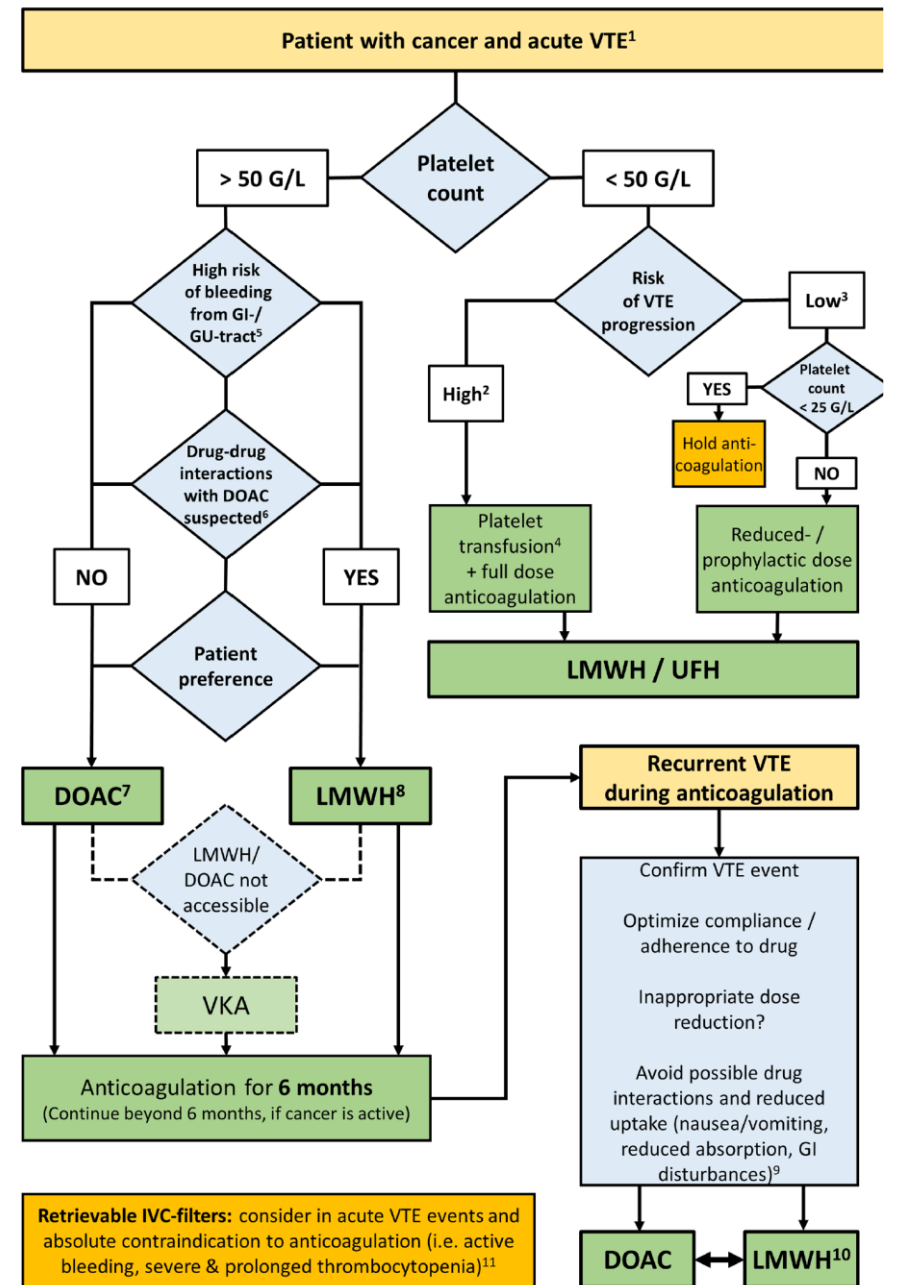 Patient with cancer and acute VTE¹
Platelet
count
> 50 G/L
< 50 G/L
High risk
of bleeding
from GI-/
GU-tract⁵
Risk
of VTE
progression
Low³
High²
Platelet
count
< 25 G/L
YES
Hold anti-
coagulation
NO
Drug-drug
interactions
with DOAC
suspected⁶
Platelet
transfusion⁴
+ full dose
anticoagulation
Reduced- /
prophylactic dose
anticoagulation
NO
YES
Patient
preference
LMWH / UFH
DOAC⁷
LMWH⁸
LMWH/
DOAC not
accessible
VKA
Anticoagulation for 6 months
(Continue beyond 6 months, if cancer is active)
Recurrent VTE
during anticoagulation
Confirm VTE event
Optimize compliance /
adherence to drug
Inappropriate dose
reduction?
Avoid possible drug
interactions and reduced
uptake (nausea/vomiting,
reduced absorption, GI
disturbances)⁹
DOAC
LMWH¹⁰
Retrievable IVC-filters: consider in acute VTE events and
absolute contraindication to anticoagulation (i.e. active
bleeding, severe & prolonged thrombocytopenia)¹¹